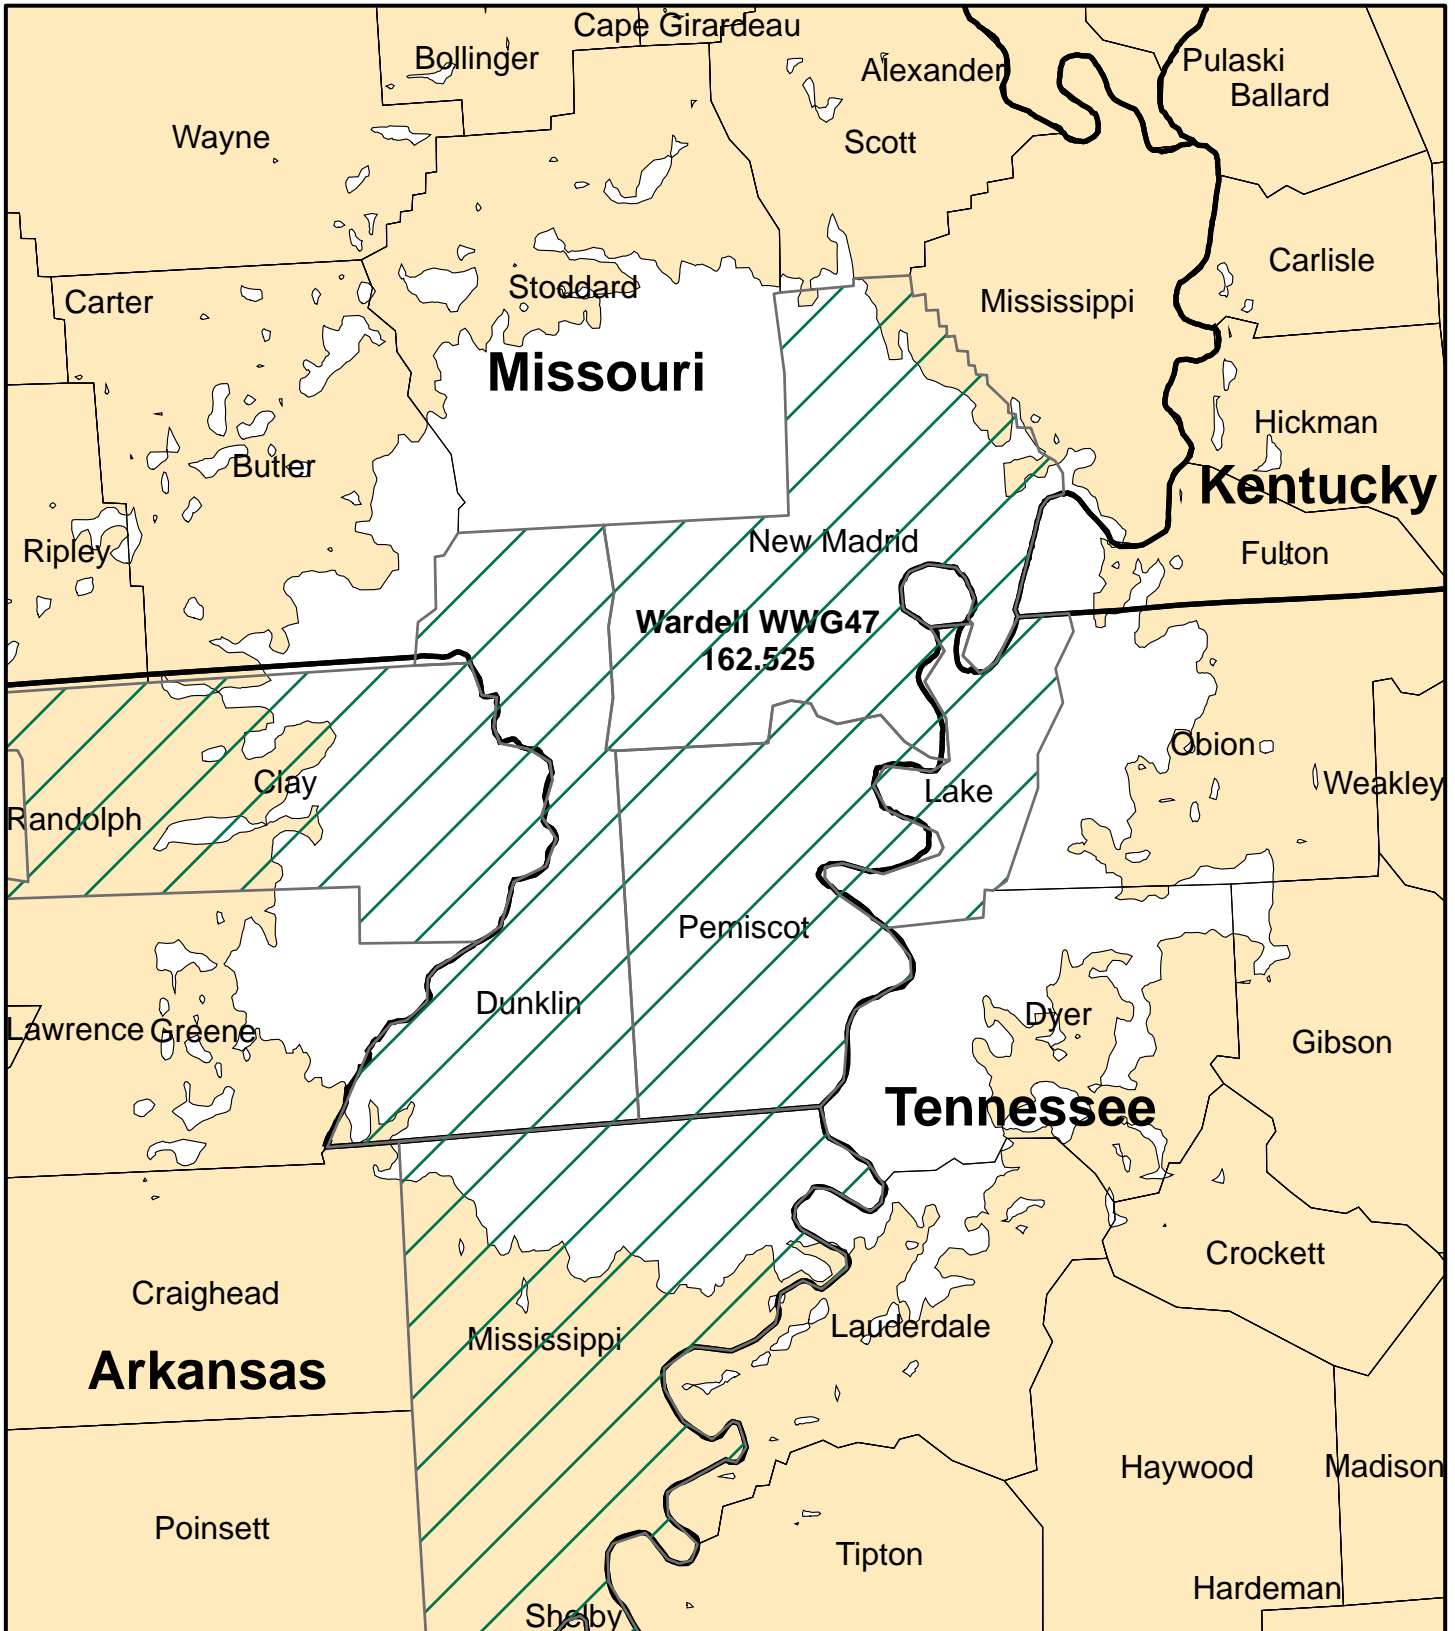 Cape Girardeau
Bollinger
Alexander
Pulaski
Ballard
Wayne
Scott
Carlisle
Carter
Stoddard
Mississippi
Missouri
Hickman
Butler
Kentucky
Ripley
New Madrid
Fulton
Wardell WWG47
162.525
Obion
Clay
Lake
Weakley
Randolph
Pemiscot
Dunklin
Dyer
Lawrence
Greene
Gibson
Tennessee
Crockett
Craighead
Lauderdale
Mississippi
Arkansas
Haywood
Madison
Poinsett
Tipton
Hardeman
Shelby